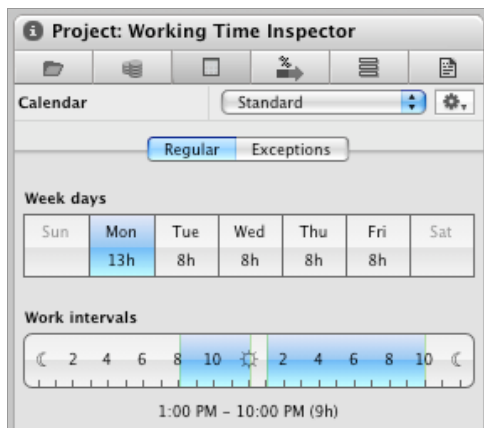 Project: Working Time Inspector
%
Calendar Standard
Regular Exceptions
Week days
Sun Mon Tue Wed Thu Fri Sat
13h 8h 8h 8h 8h
Work intervals
2 4 6 8 10 2 4 6 8 10
1:00 PM – 10:00 PM (9h)